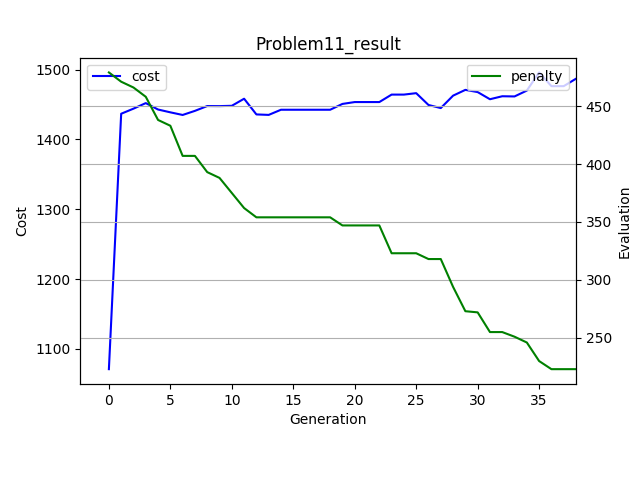 Problem11_result
cost
penalty
1500
1400
1300
1200
1100
450
400
350
300
250
Cost
Evaluation
0 5 10 15 20 25 30 35
Generation